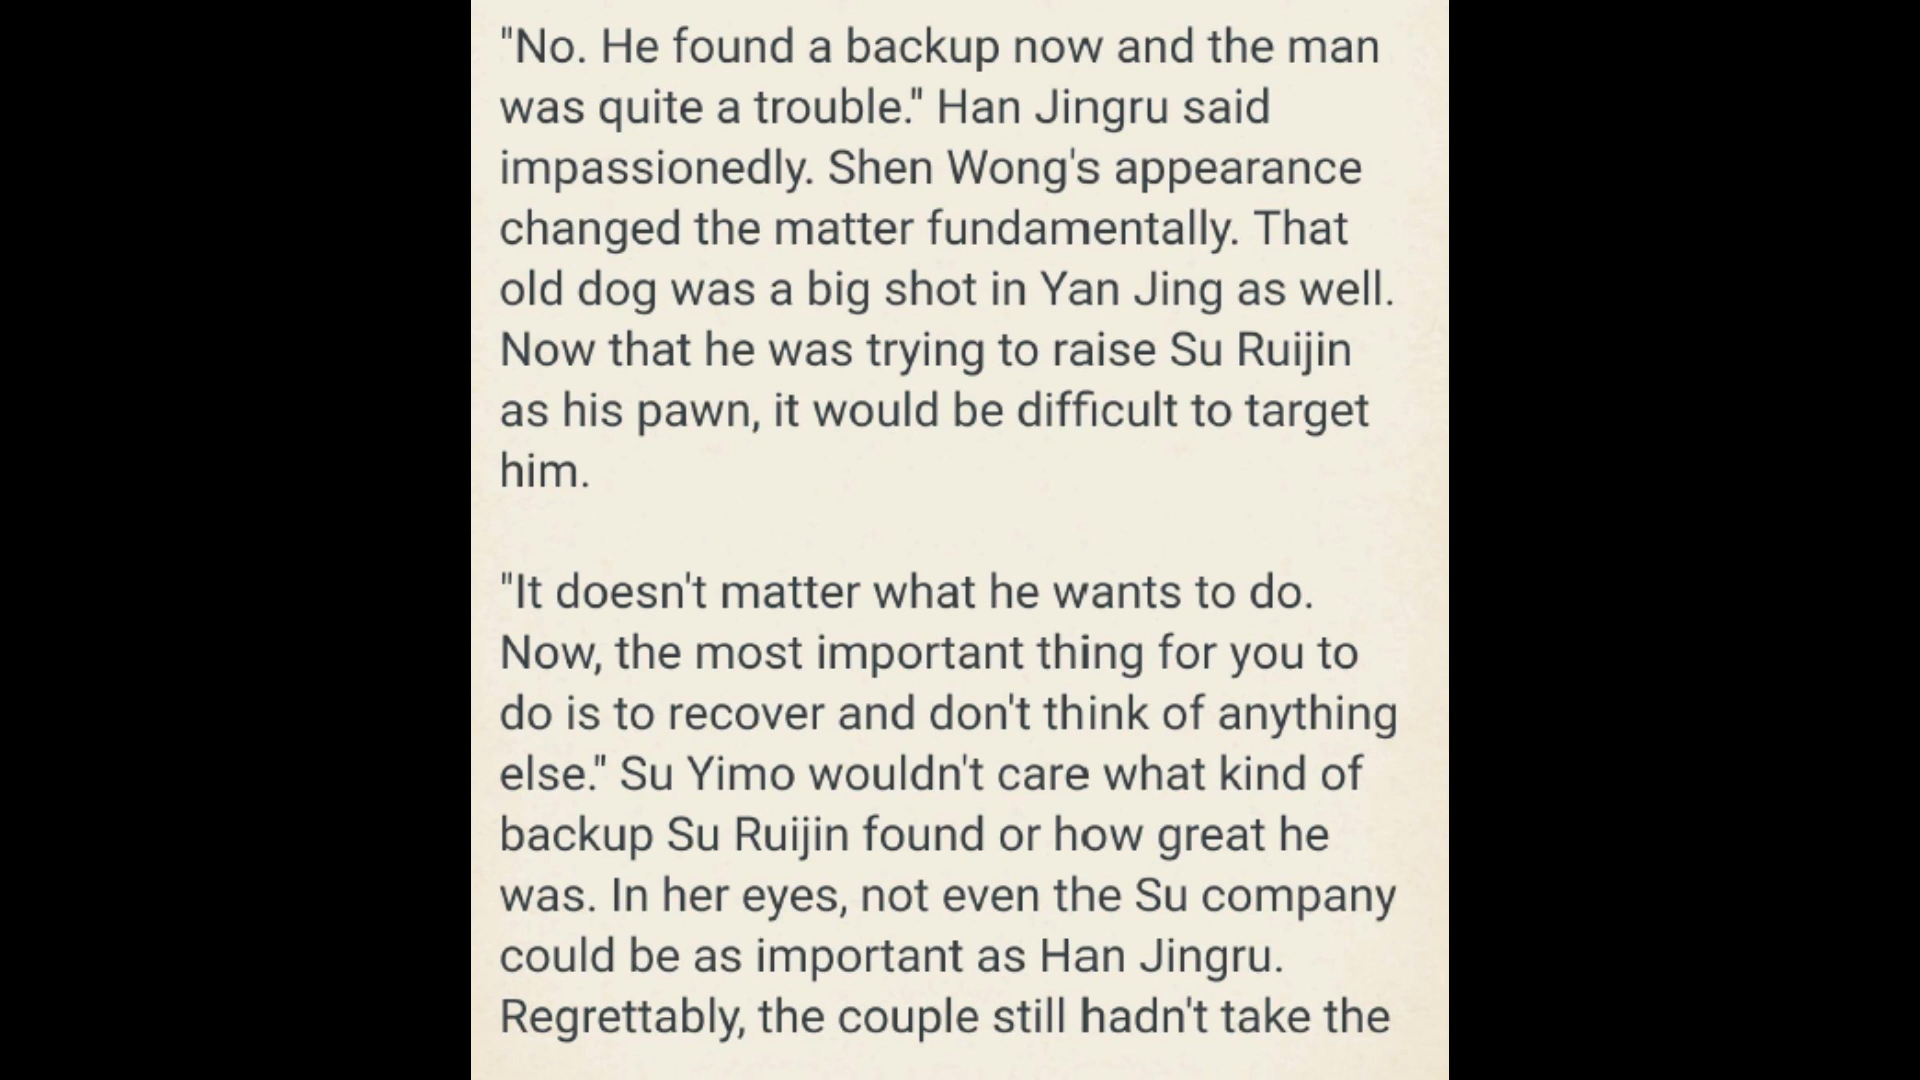 "No. He found a backup now and the man
was quite a trouble." Han Jingru said
impassionedly. Shen Wong's appearance
changed the matter fundamentally. That
old dog was a big shot in Yan Jing as well.
Now that he was trying to raise Su Ruijin
as his pawn, it would be difficult to target
him.
"It doesn't matter what he wants to do.
Now, the most important thing for you to
do is to recover and don't think of anything
else." Su Yimo wouldn't care what kind of
backup Su Ruijin found or how great he
was. In her eyes, not even the Su company
could be as important as Han Jingru.
Regrettably, the couple still hadn't take the